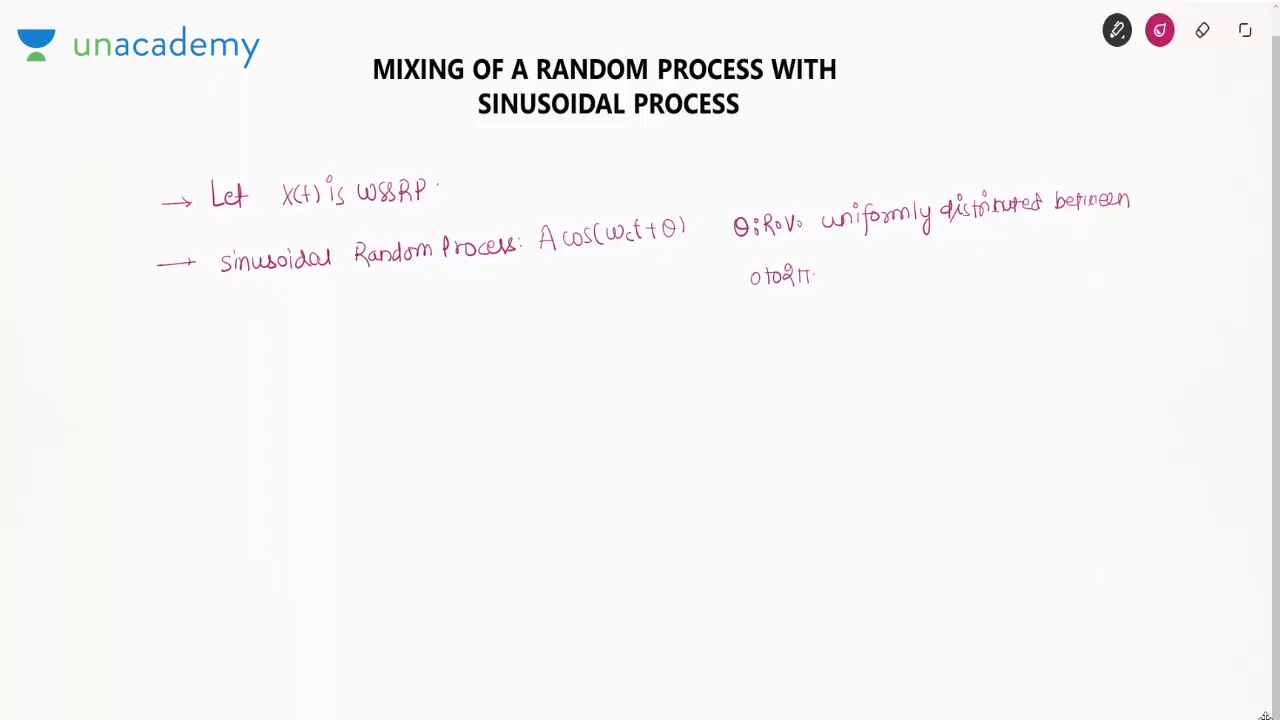 unacademy
MIXING OF A RANDOM PROCESS WITH
SINUSOIDAL PROCESS
→ Let X(t) is WSSRP.
→ Sinusoidal Random Process: A cos(ωct+θ) θ: R.V. uniformly distributed between
0 to 2π.